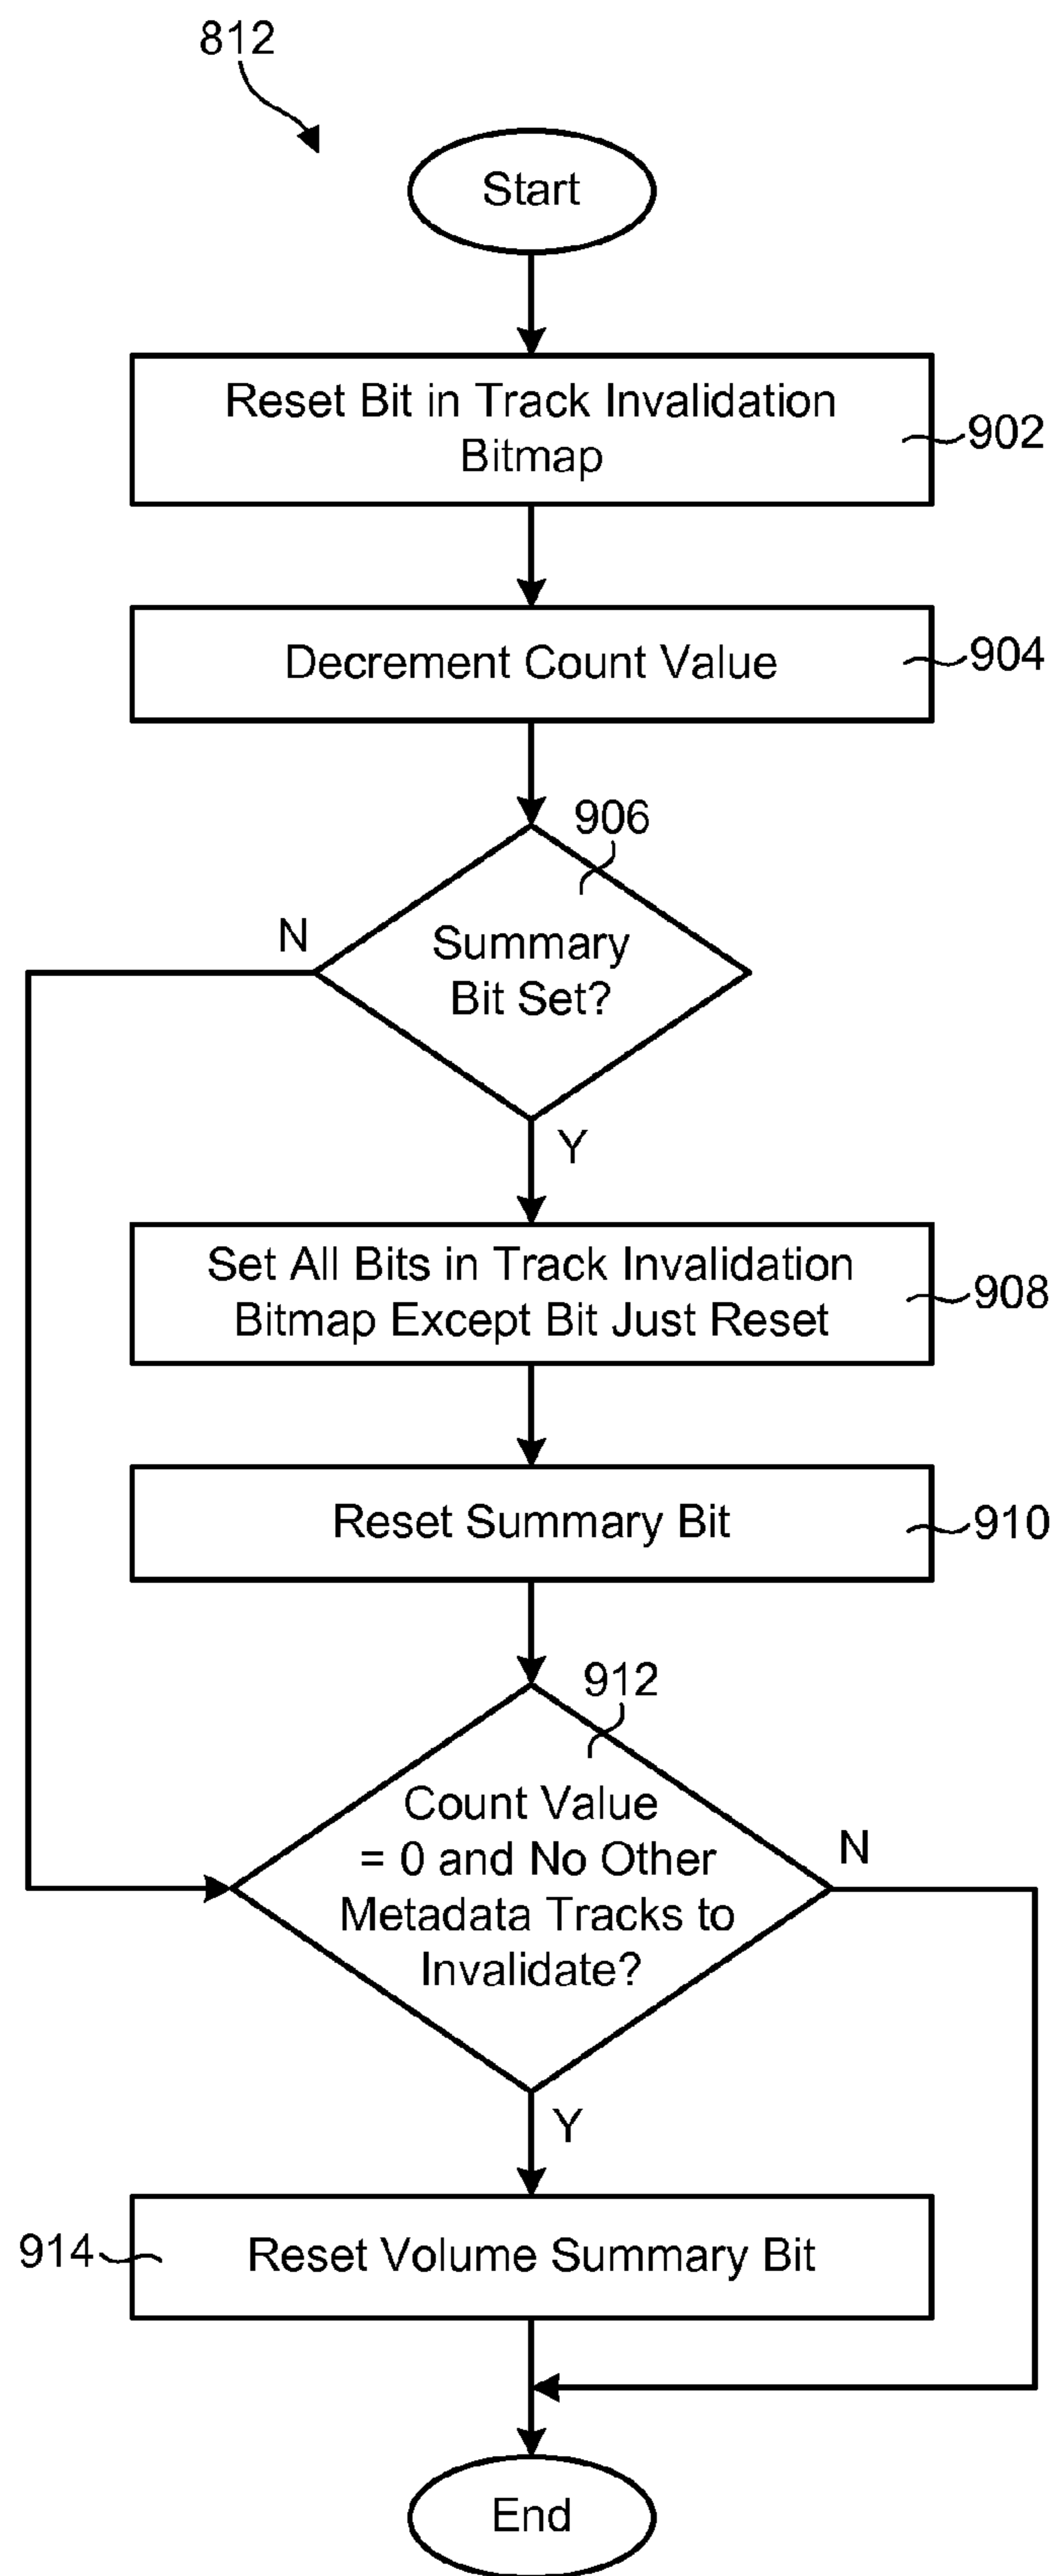 812
Start
Reset Bit in Track Invalidation
Bitmap
902
Decrement Count Value
904
906
N
Summary
Bit Set?
Y
Set All Bits in Track Invalidation
Bitmap Except Bit Just Reset
908
Reset Summary Bit
910
912
Count Value
= 0 and No Other
Metadata Tracks to
Invalidate?
N
Y
914
Reset Volume Summary Bit
End